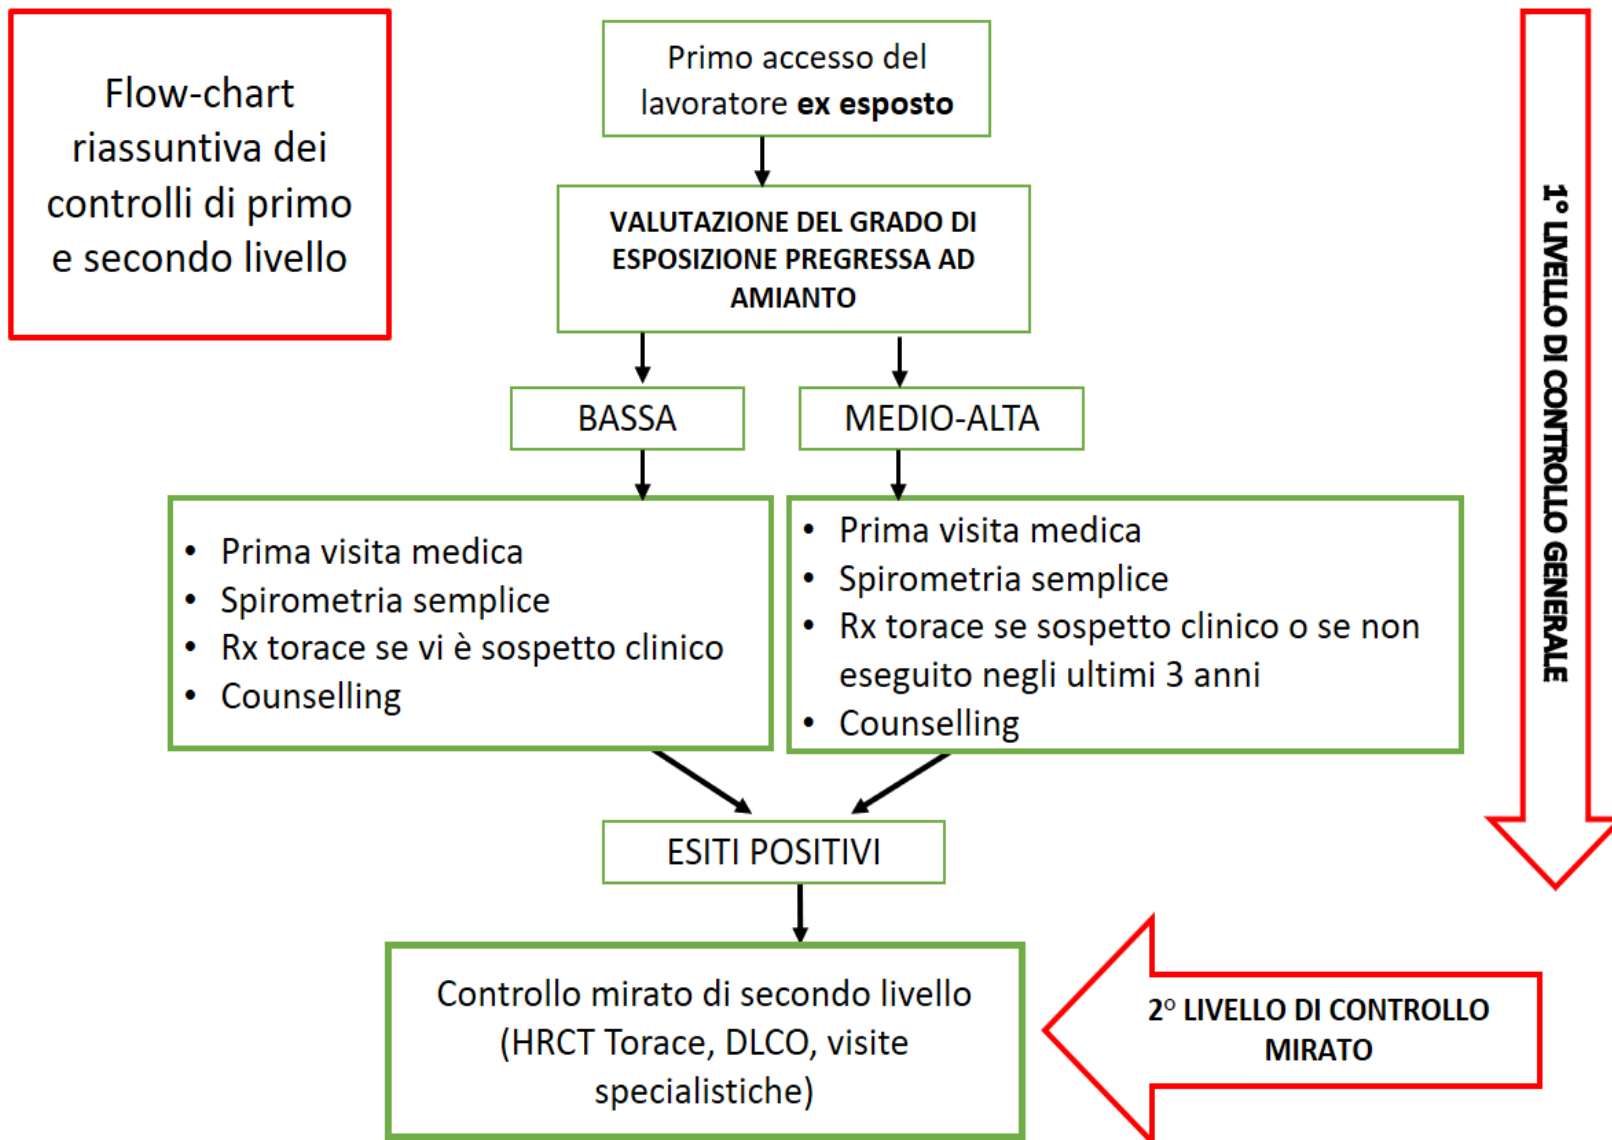 Flow-chart
riassuntiva dei
controlli di primo
e secondo livello
Primo accesso del
lavoratore ex esposto
VALUTAZIONE DEL GRADO DI
ESPOSIZIONE PREGRESSA AD
AMIANTO
BASSA
MEDIO-ALTA
• Prima visita medica
• Spirometria semplice
• Rx torace se vi è sospetto clinico
• Counselling
• Prima visita medica
• Spirometria semplice
• Rx torace se sospetto clinico o se non
eseguito negli ultimi 3 anni
• Counselling
1° LIVELLO DI CONTROLLO GENERALE
ESITI POSITIVI
Controllo mirato di secondo livello
(HRCT Torace, DLCO, visite
specialistiche)
2° LIVELLO DI CONTROLLO
MIRATO